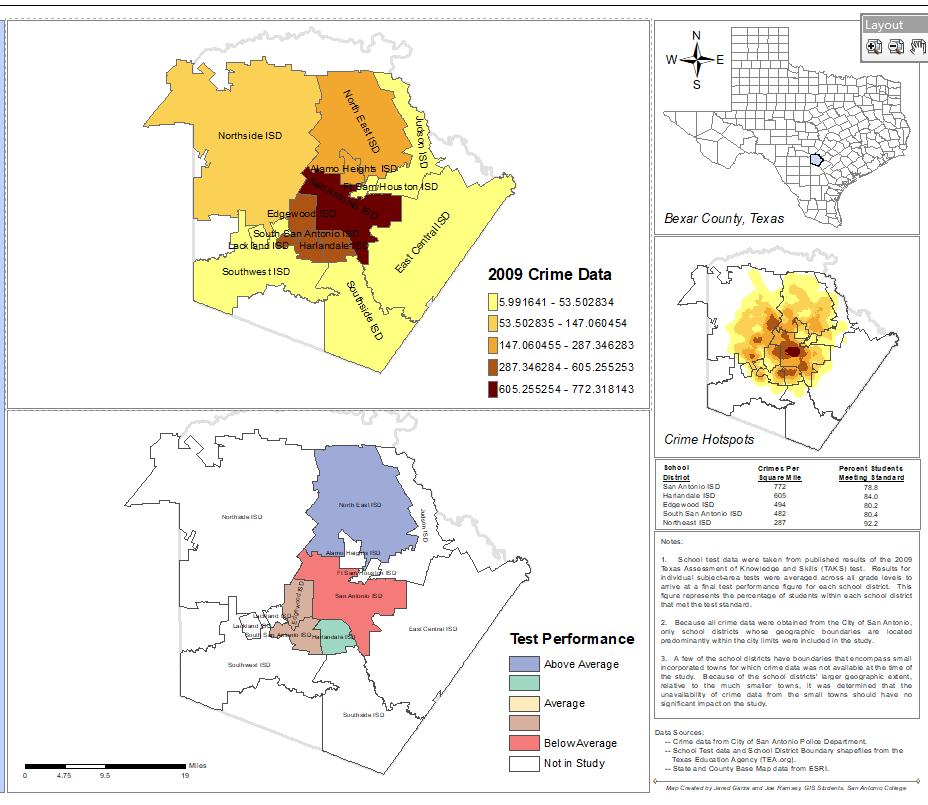 Layout
N
W E
S
Bexar County, Texas
Northside ISD
North East ISD
Judson ISD
Alamo Heights ISD
Ft Sam Houston ISD
San Antonio ISD
Edgewood ISD
South San Antonio ISD
Lackland ISD
Harlandale ISD
East Central ISD
Southwest ISD
Southside ISD
2009 Crime Data
5.991641 - 53.502834
53.502835 - 147.060454
147.060455 - 287.346283
287.346284 - 605.255253
605.255254 - 772.318143
Crime Hotspots
School District
Crimes Per Square Mile
Percent Students Meeting Standard
San Antonio ISD 772 78.8
Harlandale ISD 605 84.0
Edgewood ISD 494 80.2
South San Antonio ISD 482 80.4
Northeast ISD 287 92.2
Northside ISD
North East ISD
Judson ISD
Alamo Heights ISD
Ft Sam Houston ISD
San Antonio ISD
Edgewood ISD
Lackland ISD
Lackland ISD
South San Antonio ISD
Harlandale ISD
East Central ISD
Southwest ISD
Southside ISD
Test Performance
Above Average
Average
Below Average
Not in Study
Miles
0 4.75 9.5 19
Notes:
1. School test data were taken from published results of the 2009
Texas Assessment of Knowledge and Skills (TAKS) test. Results for
individual subject-area tests were averaged across all grade levels to
arrive at a final test performance figure for each school district. This
figure represents the percentage of students within each school district
that met the test standard.
2. Because all crime data were obtained from the City of San Antonio,
only school districts whose geographic boundaries are located
predominantly within the city limits were included in the study.
3. A few of the school districts have boundaries that encompass small
incorporated towns for which crime data was not available at the time of
the study. Because of the school districts' larger geographic extent,
relative to the much smaller towns, it was determined that the
unavailability of crime data from the small towns should have no
significant impact on the study.
Data Sources:
-- Crime data from City of San Antonio Police Department.
-- School Test data and School District Boundary shapefiles from the
Texas Education Agency (TEA.org).
-- State and County Base Map data from ESRI.
Map Created by Jared Garza and Joe Ramsey, GIS Students, San Antonio College